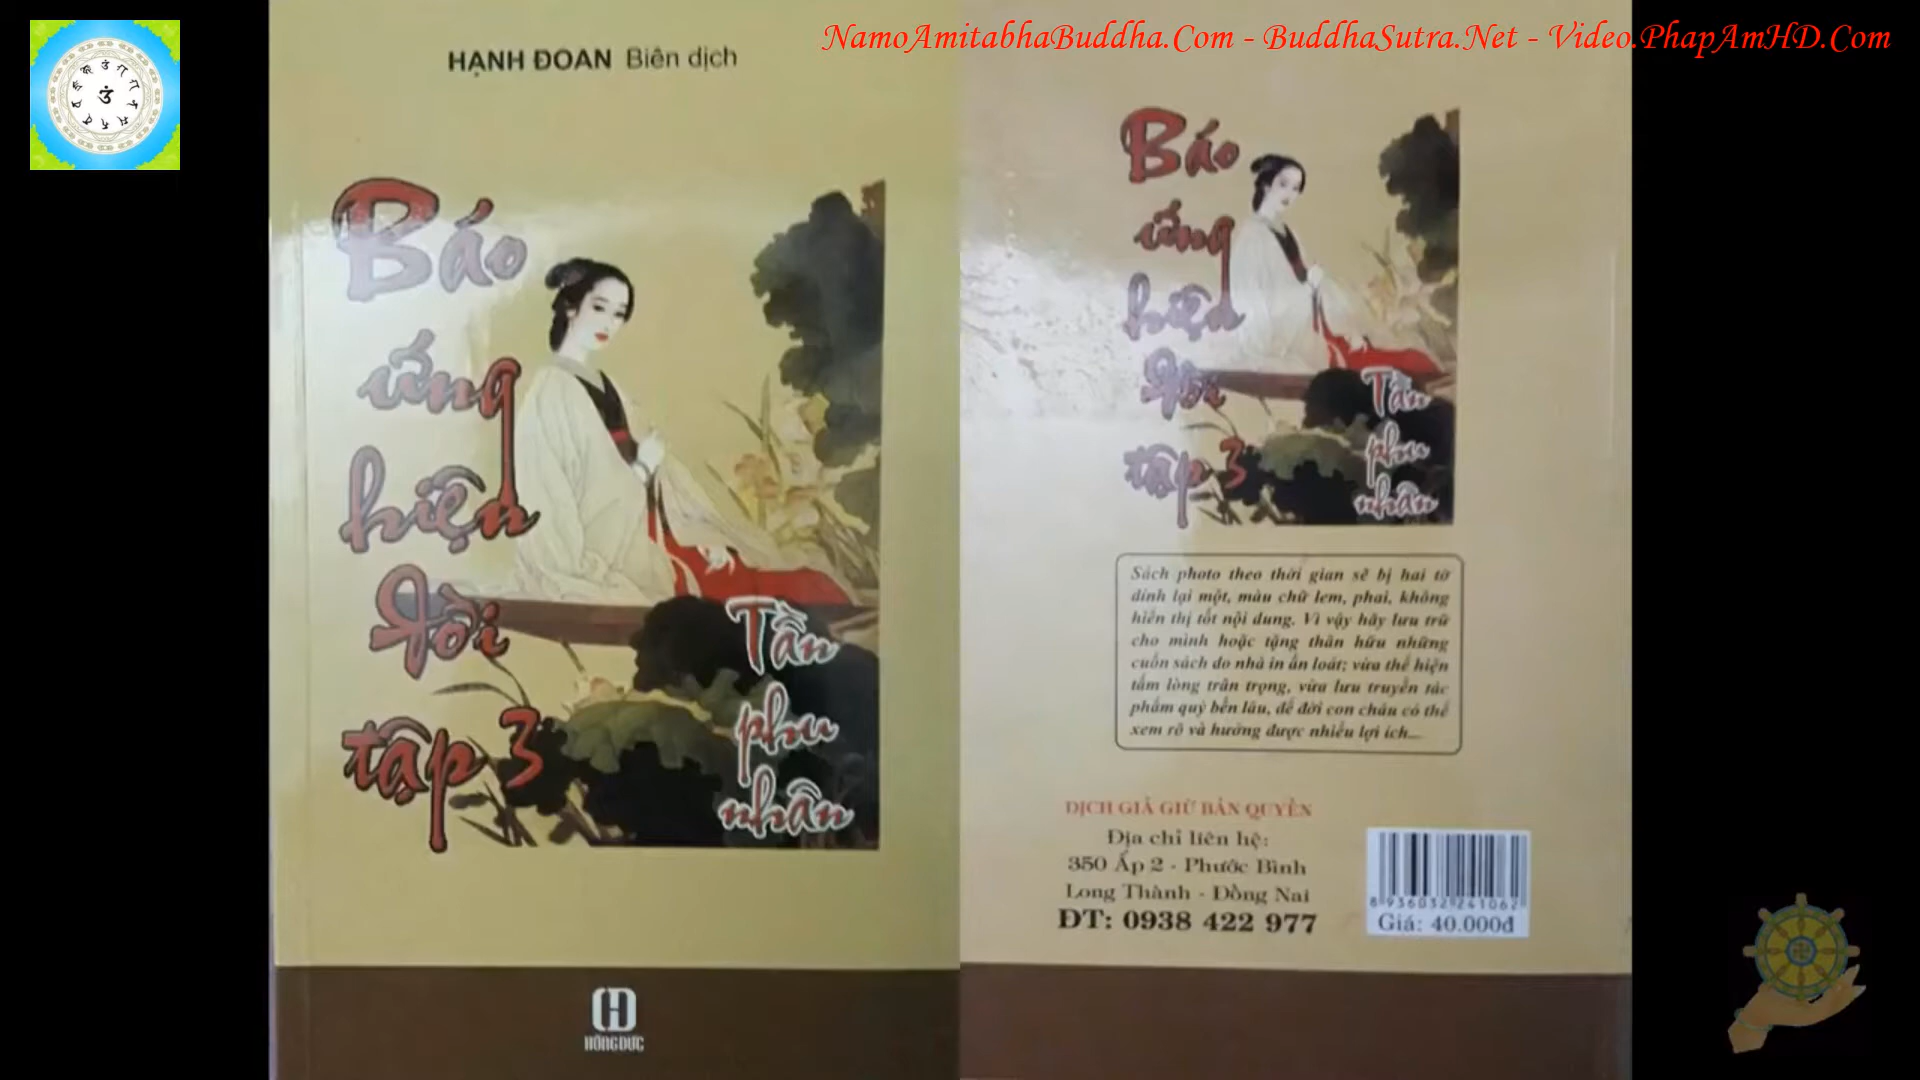 NamoAmitabhaBuddha.Com - BuddhaSutra.Net - Video.PhapAmHD.Com
HẠNH ĐOAN Biên dịch
Báo
ứng
hiện
đời
tập 3
Tần
phu
nhân
HỒNG ĐỨC
Báo
ứng
hiện
đời
tập 3
Tần
phu
nhân
Sách photo theo thời gian sẽ bị hai tờ
dính lại một, màu chữ lem, phai, không
hiển thị tốt nội dung. Vì vậy hãy lưu trữ
cho mình hoặc tặng thân hữu những
cuốn sách do nhà in ấn loát; vừa thể hiện
tấm lòng trân trọng, vừa lưu truyền tác
phẩm quý bền lâu, để đời con cháu có thể
xem rõ và hưởng được nhiều lợi ích...
DỊCH GIẢ GIỮ BẢN QUYỀN
Địa chỉ liên hệ:
350 Ấp 2 - Phước Bình
Long Thành - Đồng Nai
ĐT: 0938 422 977
8 936032 241062
Giá: 40.000đ